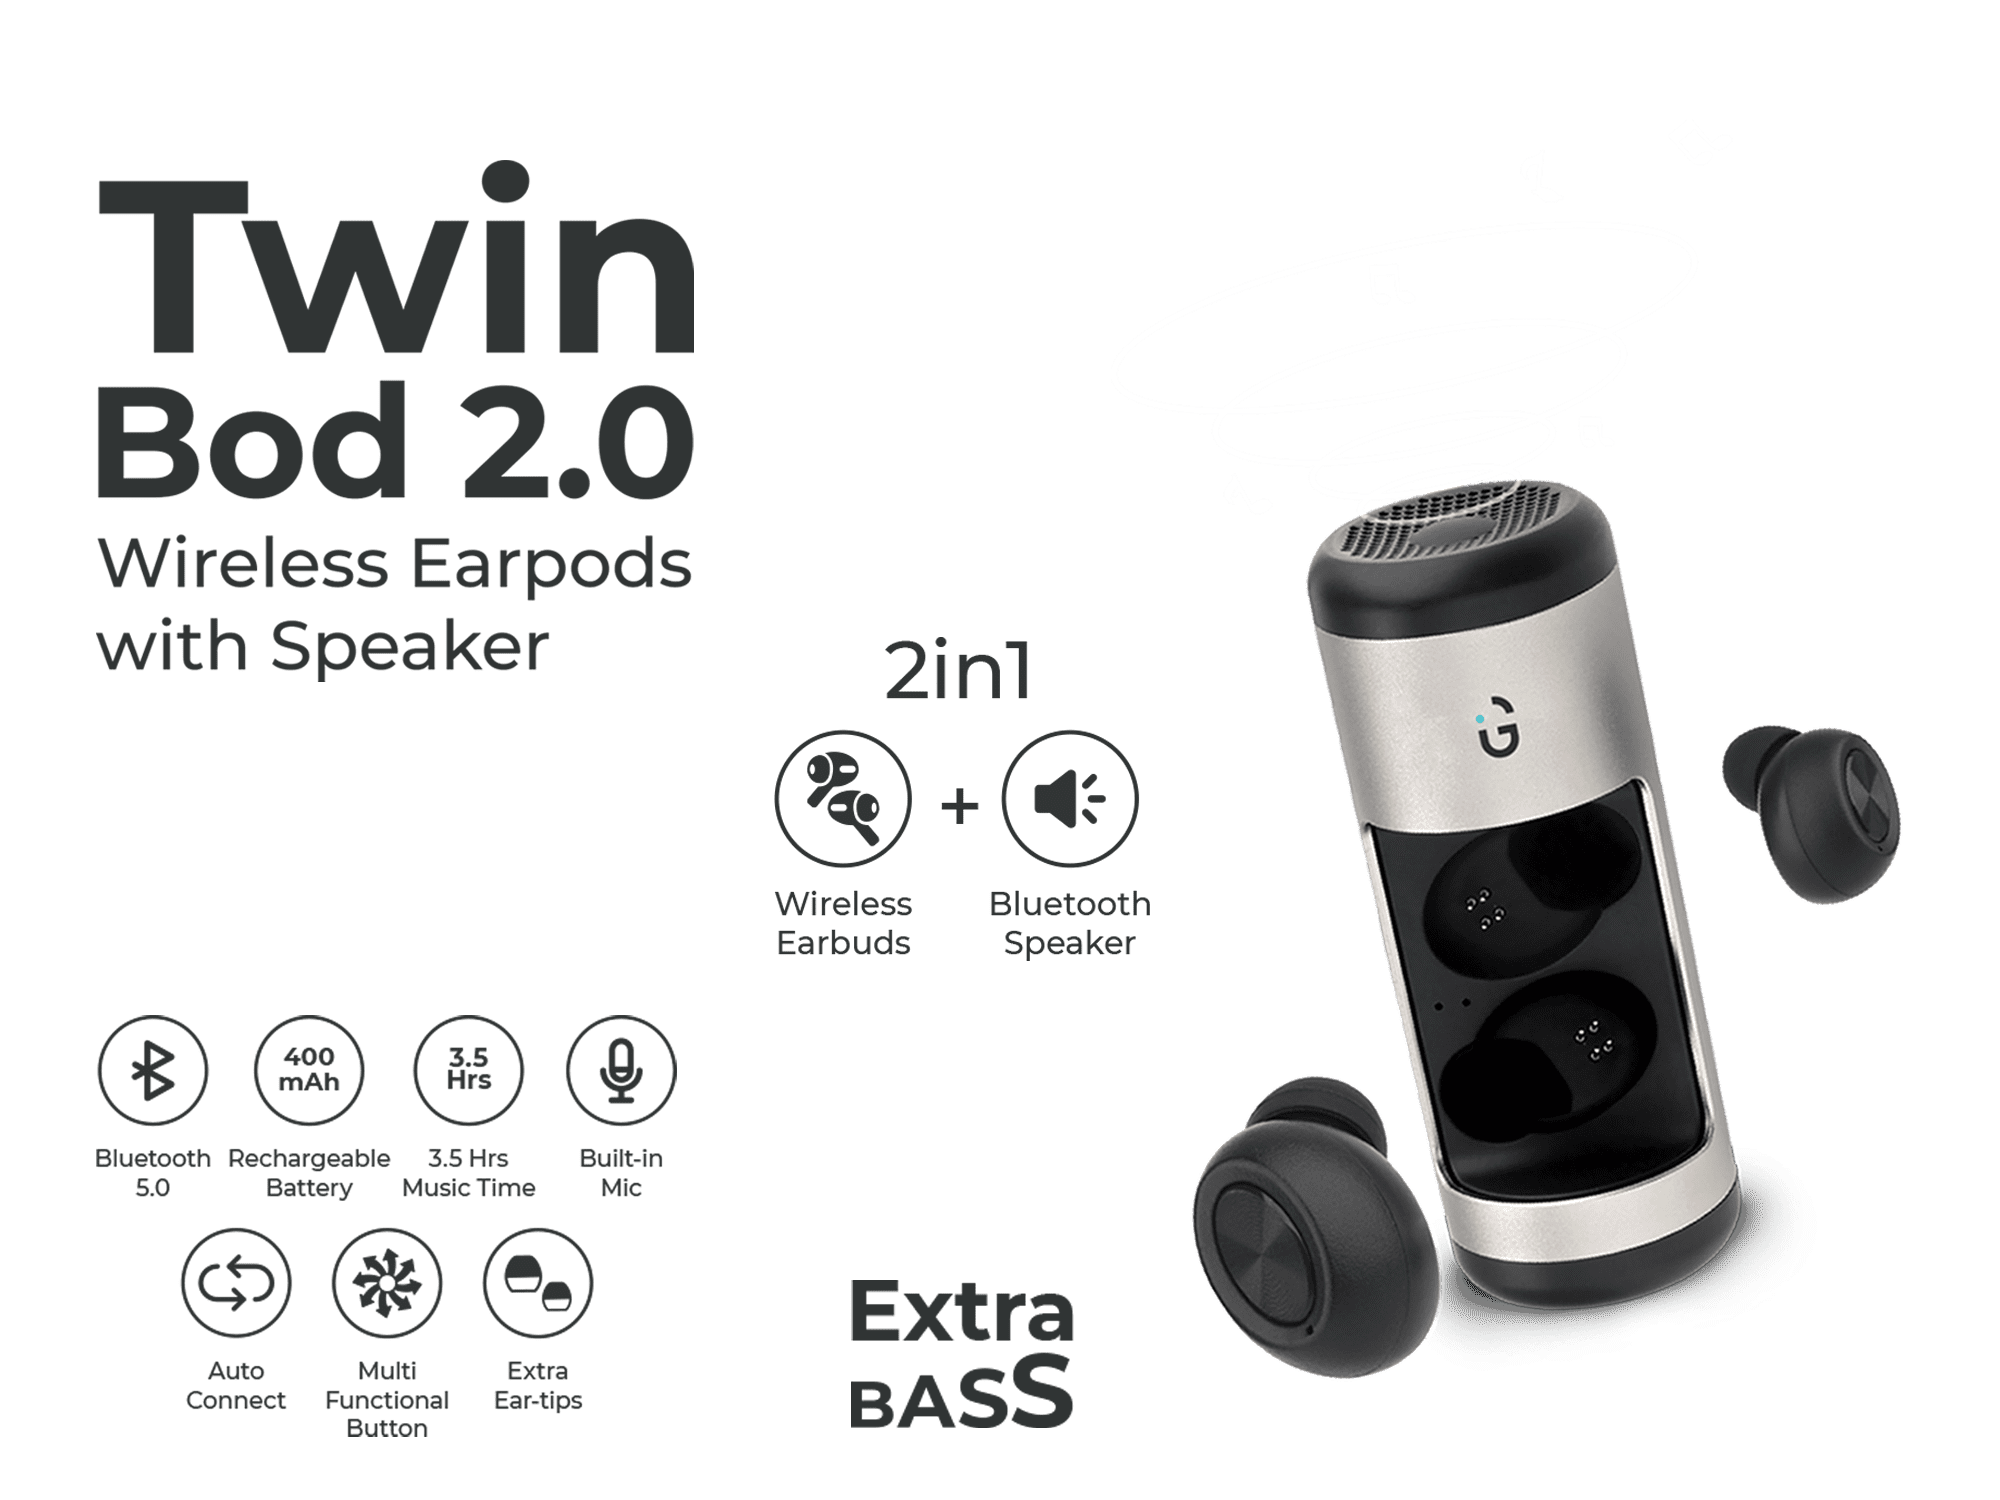 Twin
Bod 2.0
Wireless Earpods
with Speaker
2in1
+
Wireless
Earbuds
Bluetooth
Speaker
400
mAh
3.5
Hrs
Bluetooth
5.0
Rechargeable
Battery
3.5 Hrs
Music Time
Built-in
Mic
Auto
Connect
Multi
Functional
Button
Extra
Ear-tips
Extra
BASS
G